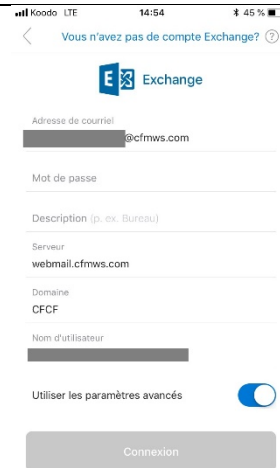 Koodo LTE 14:54 45 %
Vous n'avez pas de compte Exchange? ?
E Exchange
Adresse de courriel
@cfmws.com
Mot de passe
Description (p. ex. Bureau)
Serveur
webmail.cfmws.com
Domaine
CFCF
Nom d'utilisateur
Utiliser les paramètres avancés
Connexion